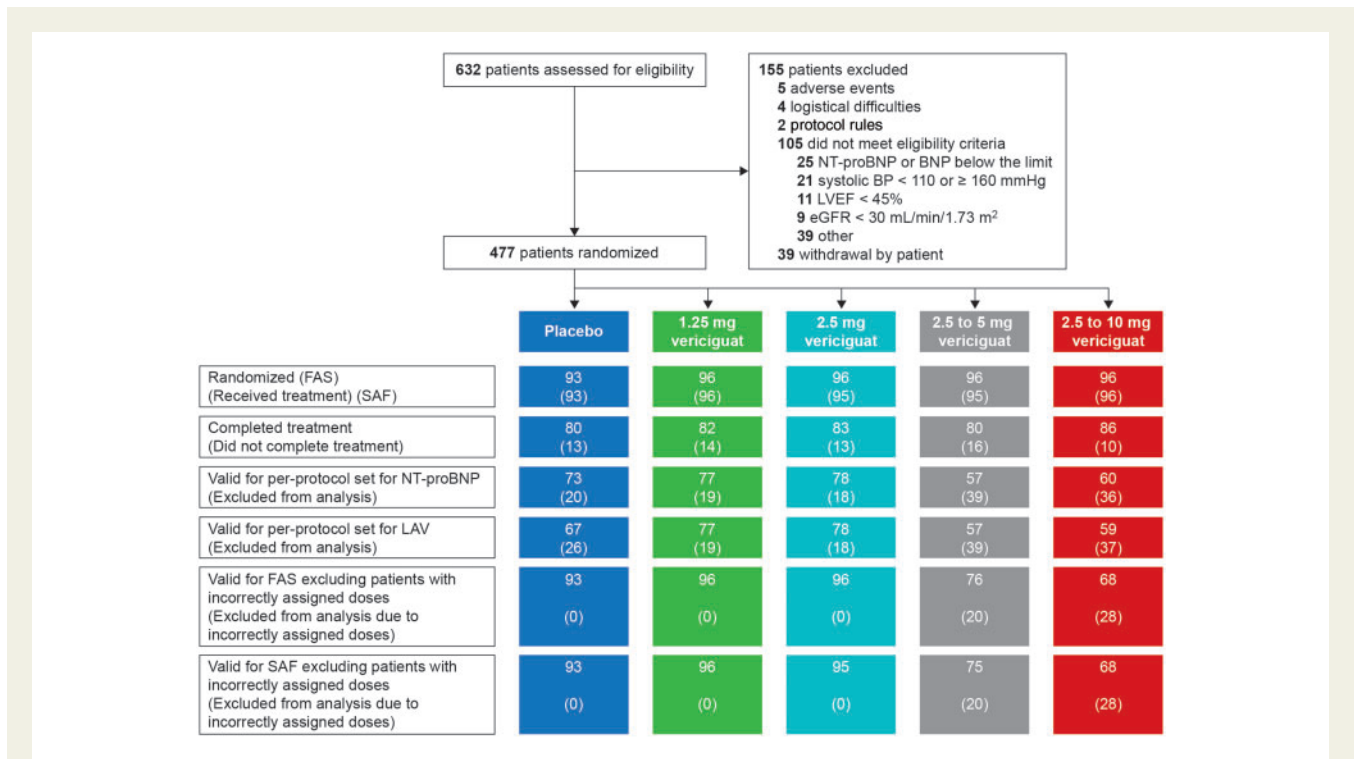 632 patients assessed for eligibility
155 patients excluded
5 adverse events
4 logistical difficulties
2 protocol rules
105 did not meet eligibility criteria
25 NT-proBNP or BNP below the limit
21 systolic BP < 110 or ≥ 160 mmHg
11 LVEF < 45%
9 eGFR < 30 mL/min/1.73 m²
39 other
39 withdrawal by patient
477 patients randomized
Placebo
1.25 mg
vericiguat
2.5 mg
vericiguat
2.5 to 5 mg
vericiguat
2.5 to 10 mg
vericiguat
Randomized (FAS) 93 96 96 96 96
(Received treatment) (SAF) (93) (96) (95) (95) (96)
Completed treatment 80 82 83 80 86
(Did not complete treatment) (13) (14) (13) (16) (10)
Valid for per-protocol set for NT-proBNP 73 77 78 57 60
(Excluded from analysis) (20) (19) (18) (39) (36)
Valid for per-protocol set for LAV 67 77 78 57 59
(Excluded from analysis) (26) (19) (18) (39) (37)
Valid for FAS excluding patients with 93 96 96 76 68
incorrectly assigned doses
(Excluded from analysis due to (0) (0) (0) (20) (28)
incorrectly assigned doses)
Valid for SAF excluding patients with 93 96 95 75 68
incorrectly assigned doses
(Excluded from analysis due to (0) (0) (0) (20) (28)
incorrectly assigned doses)